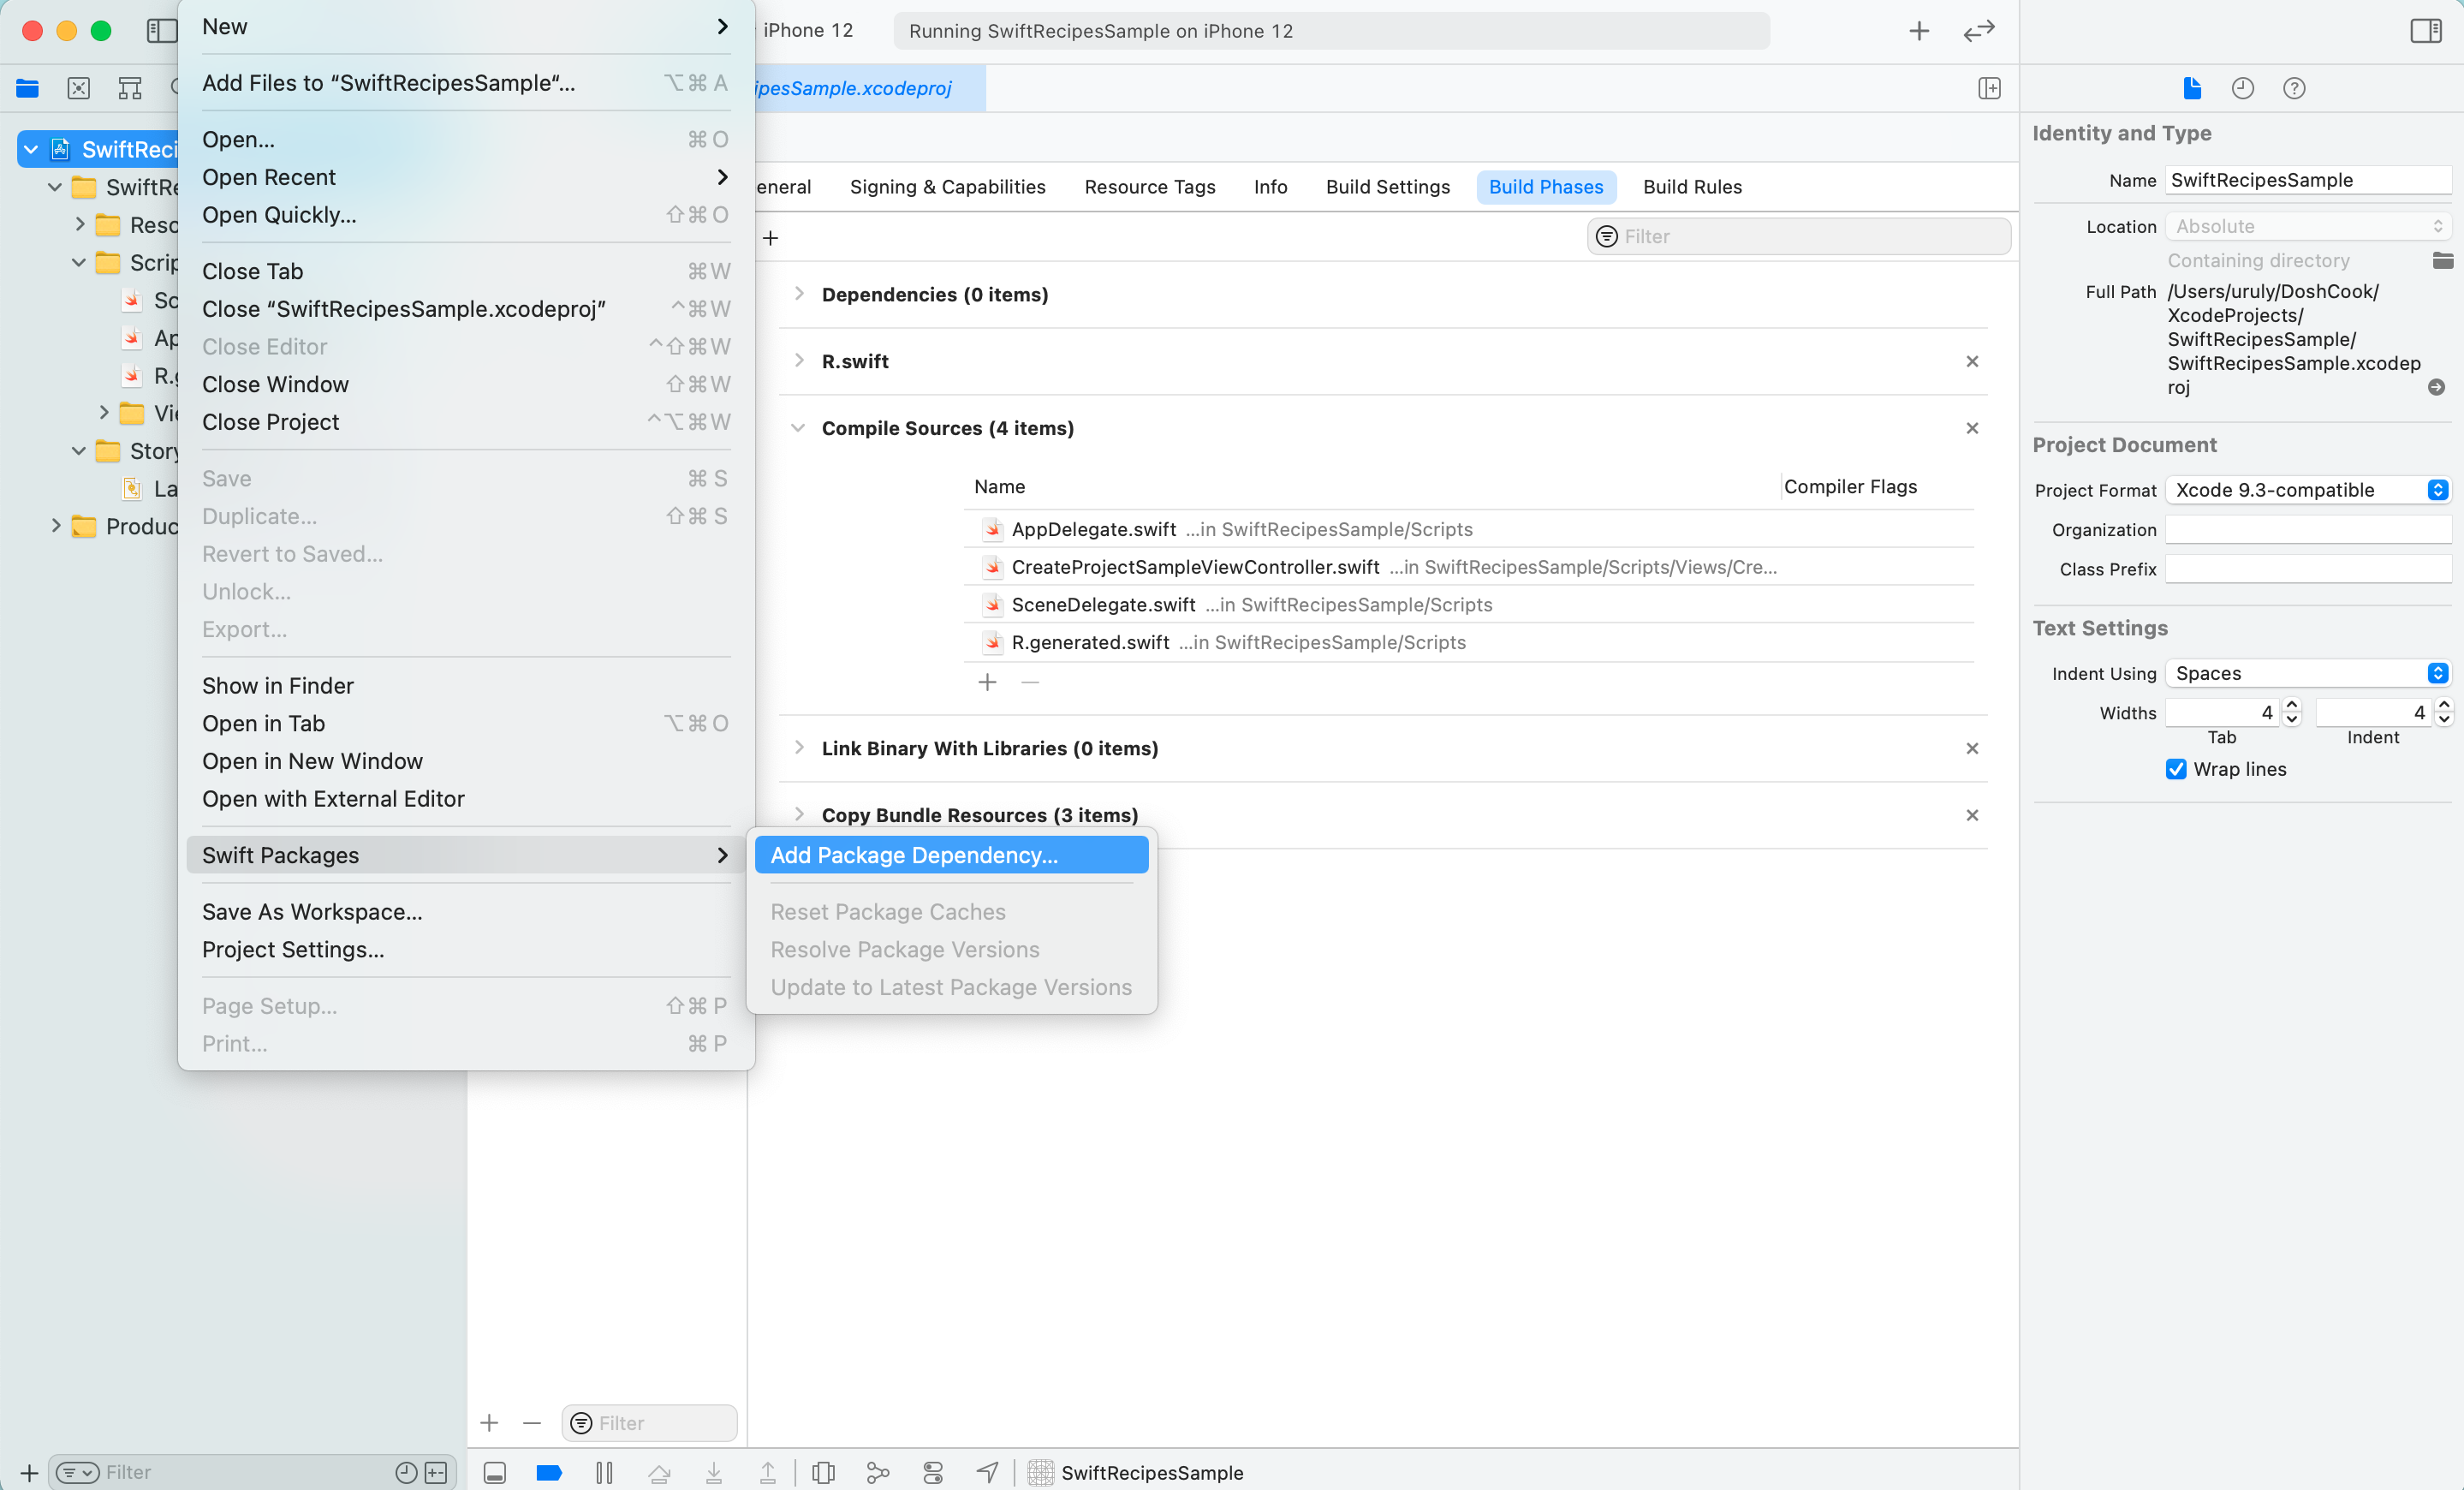 New
Add Files to “SwiftRecipesSample“... ⌥⌘ A
Open... ⌘ O
Open Recent
Open Quickly... ⇧⌘ O
Close Tab ⌘W
Close “SwiftRecipesSample.xcodeproj” ^⌘W
Close Editor ^⇧⌘W
Close Window ⇧⌘W
Close Project ^⌥⌘W
Save ⌘ S
Duplicate... ⇧⌘ S
Revert to Saved...
Unlock...
Export...
Show in Finder
Open in Tab ⌥⌘ O
Open in New Window
Open with External Editor
Swift Packages
Save As Workspace...
Project Settings...
Page Setup... ⇧⌘ P
Print... ⌘ P
Add Package Dependency...
Reset Package Caches
Resolve Package Versions
Update to Latest Package Versions
SwiftReci
SwiftRe
Reso
Scrip
Sc
Ap
R.g
Vie
Story
La
Produc
Filter
iPhone 12
Running SwiftRecipesSample on iPhone 12
ipesSample.xcodeproj
eneral Signing & Capabilities Resource Tags Info Build Settings Build Phases Build Rules
Filter
Dependencies (0 items)
R.swift
Compile Sources (4 items)
Name Compiler Flags
AppDelegate.swift ...in SwiftRecipesSample/Scripts
CreateProjectSampleViewController.swift ...in SwiftRecipesSample/Scripts/Views/Cre...
SceneDelegate.swift ...in SwiftRecipesSample/Scripts
R.generated.swift ...in SwiftRecipesSample/Scripts
Link Binary With Libraries (0 items)
Copy Bundle Resources (3 items)
Filter
SwiftRecipesSample
Identity and Type
Name SwiftRecipesSample
Location Absolute
Containing directory
Full Path /Users/uruly/DoshCook/
XcodeProjects/
SwiftRecipesSample/
SwiftRecipesSample.xcodep
roj
Project Document
Project Format Xcode 9.3-compatible
Organization
Class Prefix
Text Settings
Indent Using Spaces
Widths 4 4
Tab Indent
Wrap lines